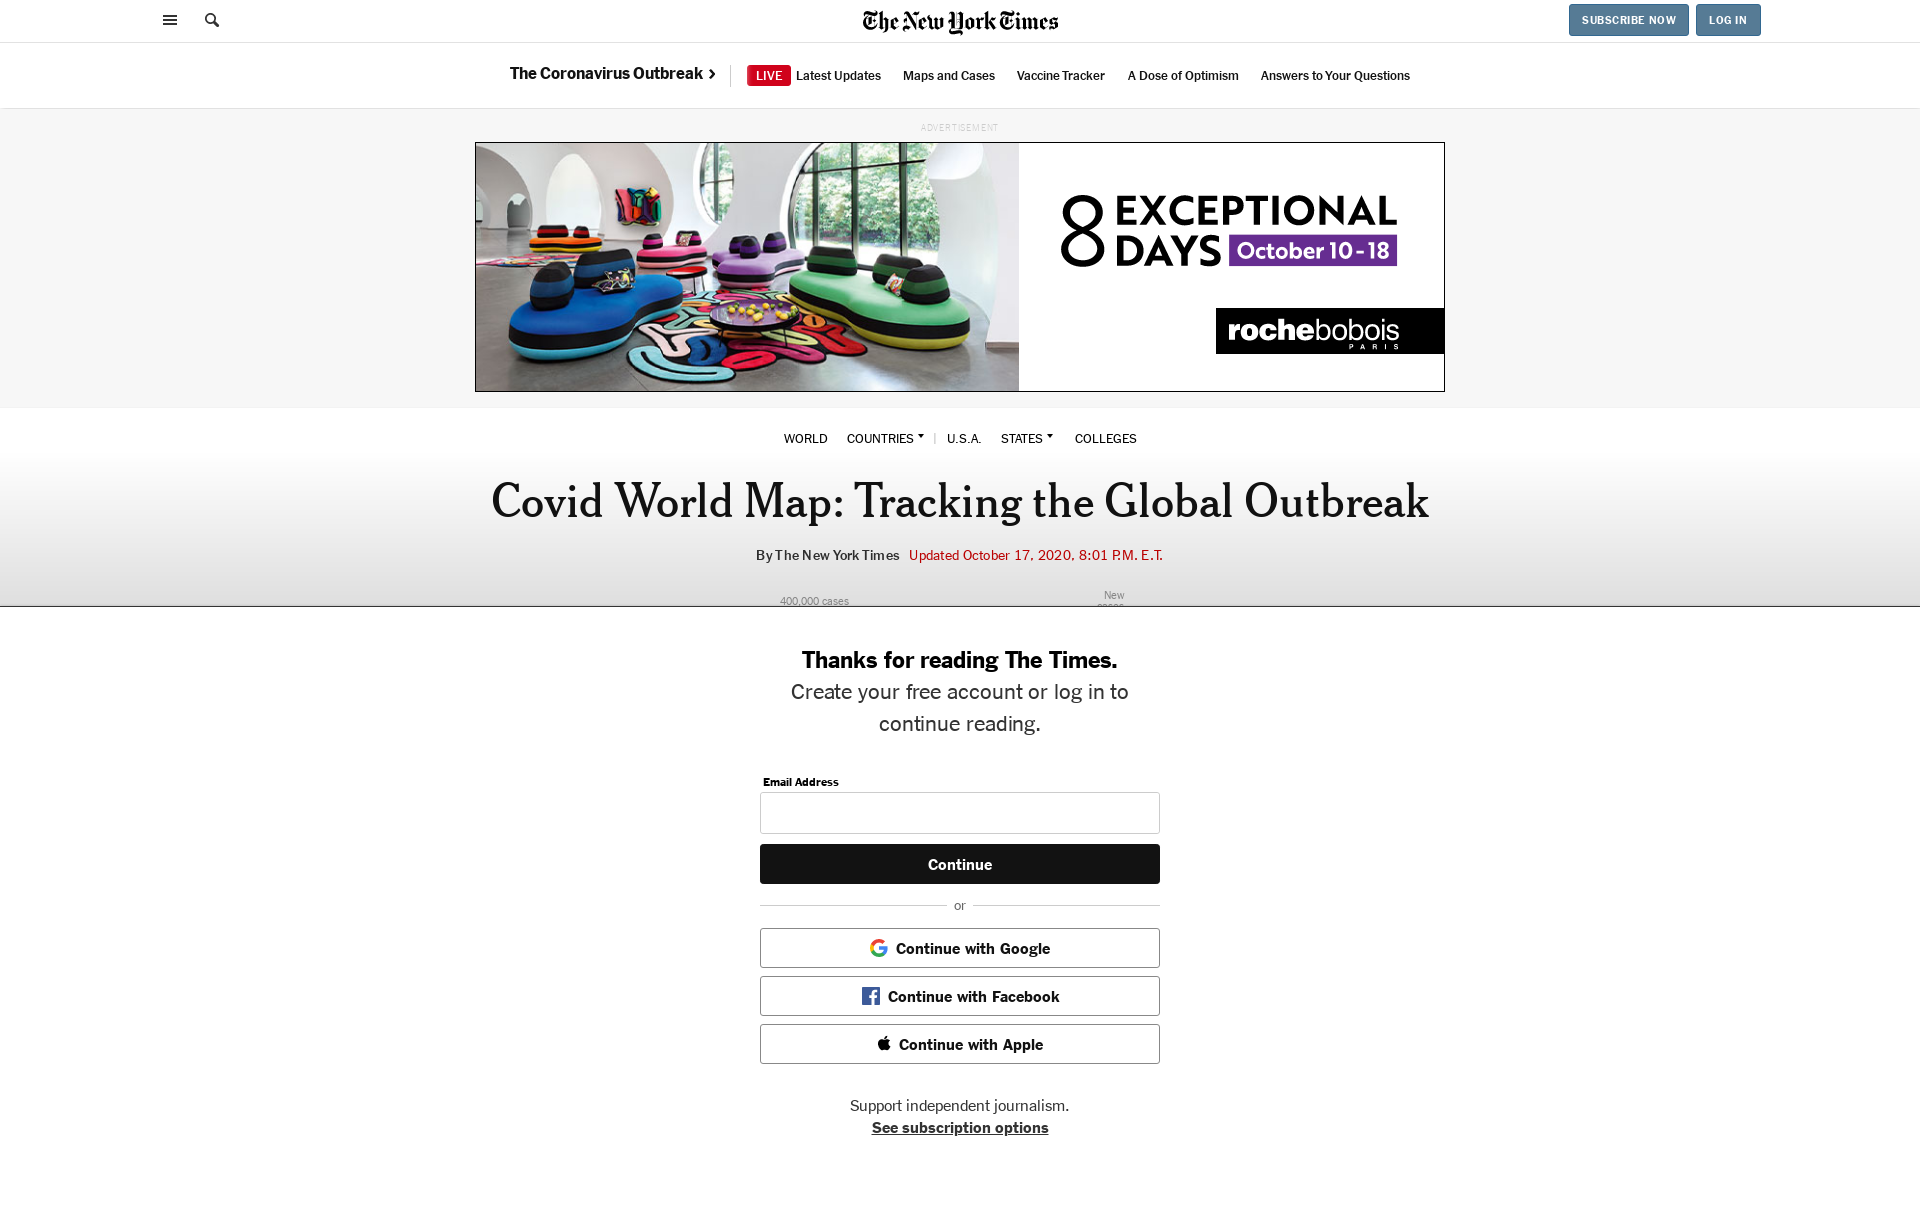 The New York Times
SUBSCRIBE NOW
LOG IN
The Coronavirus Outbreak
LIVE Latest Updates
Maps and Cases
Vaccine Tracker
A Dose of Optimism
Answers to Your Questions
ADVERTISEMENT
8 EXCEPTIONAL
DAYS October 10-18
rochebobois
PARIS
WORLD
COUNTRIES
U.S.A.
STATES
COLLEGES
Covid World Map: Tracking the Global Outbreak
By The New York Times Updated October 17, 2020, 8:01 P.M. E.T.
400,000 cases
New
Thanks for reading The Times.
Create your free account or log in to
continue reading.
Email Address
Continue
or
Continue with Google
Continue with Facebook
Continue with Apple
Support independent journalism.
See subscription options